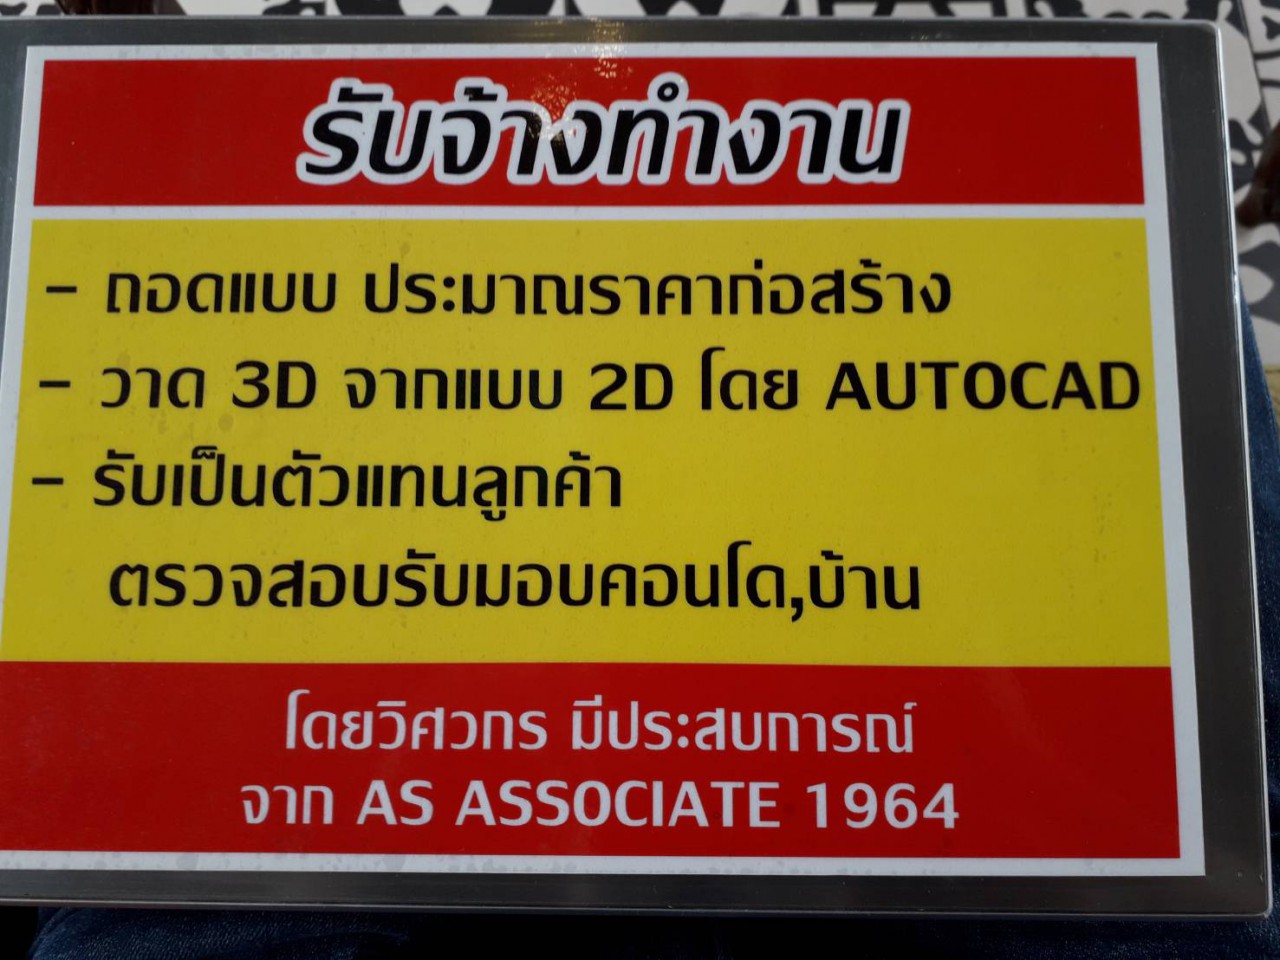 รับจ้างทำงาน
- ถอดแบบ ประมาณราคาก่อสร้าง
- วาด 3D จากแบบ 2D โดย AUTOCAD
- รับเป็นตัวแทนลูกค้า
ตรวจสอบรับมอบคอนโด,บ้าน
โดยวิศวกร มีประสบการณ์
จาก AS ASSOCIATE 1964